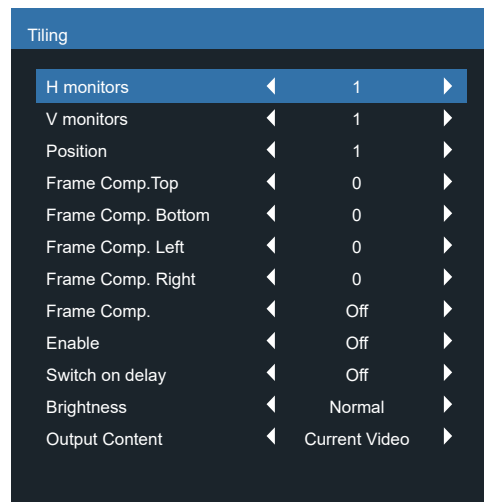 Tiling
H monitors 1
V monitors 1
Position 1
Frame Comp.Top 0
Frame Comp. Bottom 0
Frame Comp. Left 0
Frame Comp. Right 0
Frame Comp. Off
Enable Off
Switch on delay Off
Brightness Normal
Output Content Current Video